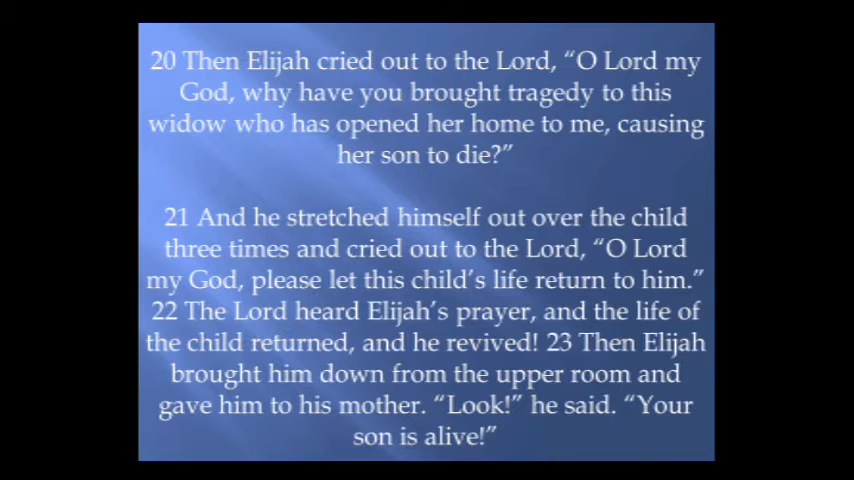 20 Then Elijah cried out to the Lord, “O Lord my
God, why have you brought tragedy to this
widow who has opened her home to me, causing
her son to die?”
21 And he stretched himself out over the child
three times and cried out to the Lord, “O Lord
my God, please let this child’s life return to him.”
22 The Lord heard Elijah’s prayer, and the life of
the child returned, and he revived! 23 Then Elijah
brought him down from the upper room and
gave him to his mother. “Look!” he said. “Your
son is alive!”